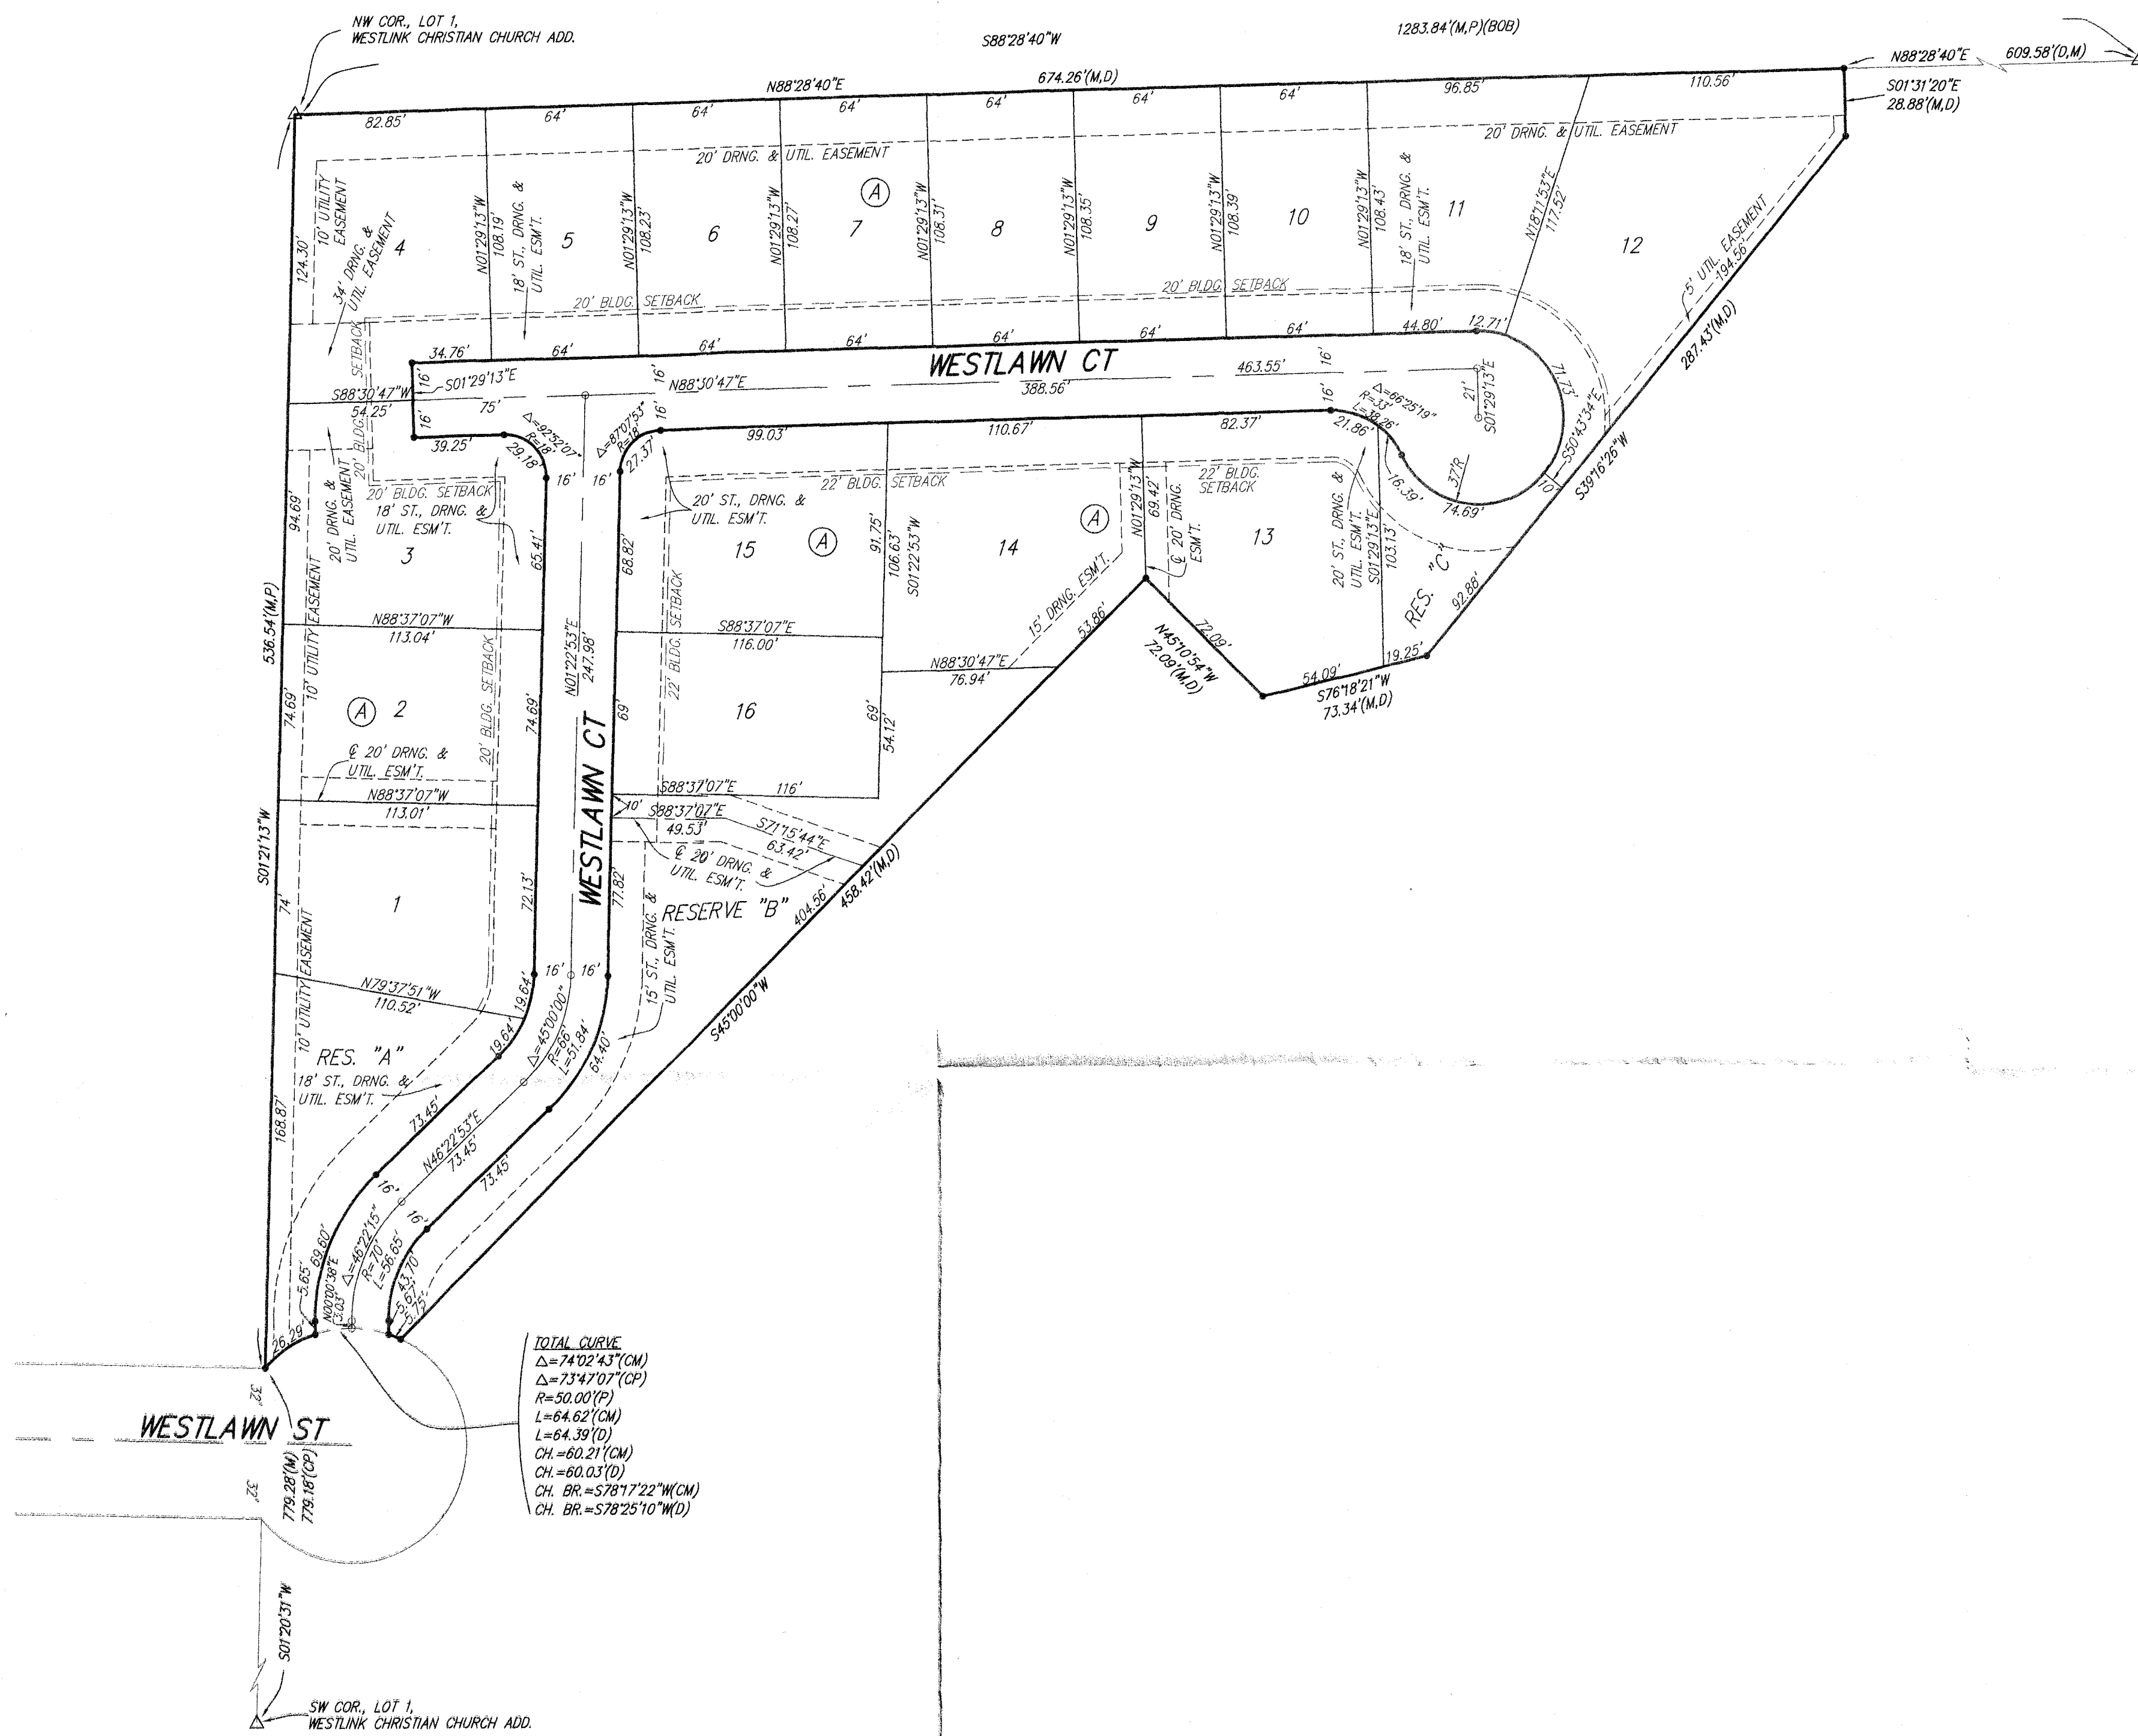 NW COR., LOT 1,
WESTLINK CHRISTIAN CHURCH ADD.
S88°28'40"W
1283.84'(M,P)(BOB)
N88°28'40"E
674.26'(M,D)
N88°28'40"E
609.58'(D,M)
S01°31'20"E
28.88'(M,D)
82.85'
64'
64'
64'
64'
64'
64'
96.85'
110.56'
20' DRNG. & UTIL. EASEMENT
20' DRNG. & UTIL. EASEMENT
10' UTILITY
EASEMENT
34' DRNG. &
UTIL. EASEMENT
124.30'
4
N01°29'13"W
108.19'
18' ST., DRNG. &
UTIL. ESM'T.
5
N01°29'13"W
108.23'
6
N01°29'13"W
108.27'
7
A
N01°29'13"W
108.31'
8
N01°29'13"W
108.35'
9
N01°29'13"W
108.39'
10
N01°29'13"W
108.43'
18' ST., DRNG. &
UTIL. ESM'T.
11
N18°11'53"E
117.52'
12
5' UTIL. EASEMENT
194.56'
287.43'(M,D)
20' BLDG. SETBACK
20' BLDG. SETBACK
20' BLDG. SETBACK
34.76'
64'
64'
64'
64'
64'
64'
44.80'
12.71'
WESTLAWN CT
16'
16'
S01°29'13"E
S88°30'47"W
54.25'
75'
16'
N88°30'47"E
388.56'
463.55'
16'
21'
S01°29'13"E
71.73'
39.25'
29.18'
Δ=92°52'07"
R=18'
Δ=87°07'53"
R=18'
27.37'
16'
99.03'
110.67'
82.37'
16'
21.86'
Δ=66°25'19"
R=33'
L=38.26'
16.39'
37'R
74.69'
10'
S50°43'34"E
S39°16'26"W
16'
16'
20' BLDG. SETBACK
18' ST., DRNG. &
UTIL. ESM'T.
20' DRNG. &
UTIL. EASEMENT
94.69'
3
65.41'
68.82'
20' ST., DRNG. &
UTIL. ESM'T.
22' BLDG. SETBACK
15
A
91.75'
106.63'
S01°22'53"W
14
A
N01°29'13"W
69.42'
℄ 20' DRNG.
ESM'T.
22' BLDG.
SETBACK
13
20' ST., DRNG. &
UTIL. ESM'T.
S01°29'13"E
103.13'
RES. "C"
92.88'
19.25'
54.09'
S76°18'21"W
73.34'(M,D)
72.09'
N45°10'54"W
72.09'(M,D)
53.86'
15' DRNG. ESM'T.
536.54'(M,P)
10' UTILITY EASEMENT
N88°37'07"W
113.04'
20' BLDG. SETBACK
N01°22'53"E
247.98'
22' BLDG. SETBACK
S88°37'07"E
116.00'
N88°30'47"E
76.94'
74.69'
A
2
74.69'
69'
16
69'
54.12'
℄ 20' DRNG. &
UTIL. ESM'T.
N88°37'07"W
113.01'
WESTLAWN CT
S88°37'07"E
116'
10'
S88°37'07"E
49.53'
S71°15'44"E
63.42'
℄ 20' DRNG. &
UTIL. ESM'T.
S01°21'13"W
74'
1
72.13'
77.82'
RESERVE "B"
404.56'
458.42'(M,D)
S45°00'00"W
15' ST., DRNG. &
UTIL ESM'T.
10' UTILITY EASEMENT
N79°37'51"W
110.52'
19.64'
16'
16'
19.64'
Δ=45°00'00"
R=66'
L=51.84'
64.40'
RES. "A"
18' ST., DRNG. &
UTIL. ESM'T.
168.87'
73.45'
N46°22'53"E
73.45'
73.45'
16'
16'
69.60'
5.65'
N00°00'38"E
13.03'
Δ=46°22'15"
R=70'
L=56.65'
43.70'
5.67'
5.75'
26.29'
TOTAL CURVE
Δ=74°02'43"(CM)
Δ=73°47'07"(CP)
R=50.00'(P)
L=64.62'(CM)
L=64.39'(D)
CH.=60.21'(CM)
CH.=60.03'(D)
CH. BR.=S78°17'22"W(CM)
CH. BR.=S78°25'10"W(D)
32'
WESTLAWN ST
32'
779.28'(M)
779.18'(CP)
S01°20'31"W
SW COR., LOT 1,
WESTLINK CHRISTIAN CHURCH ADD.